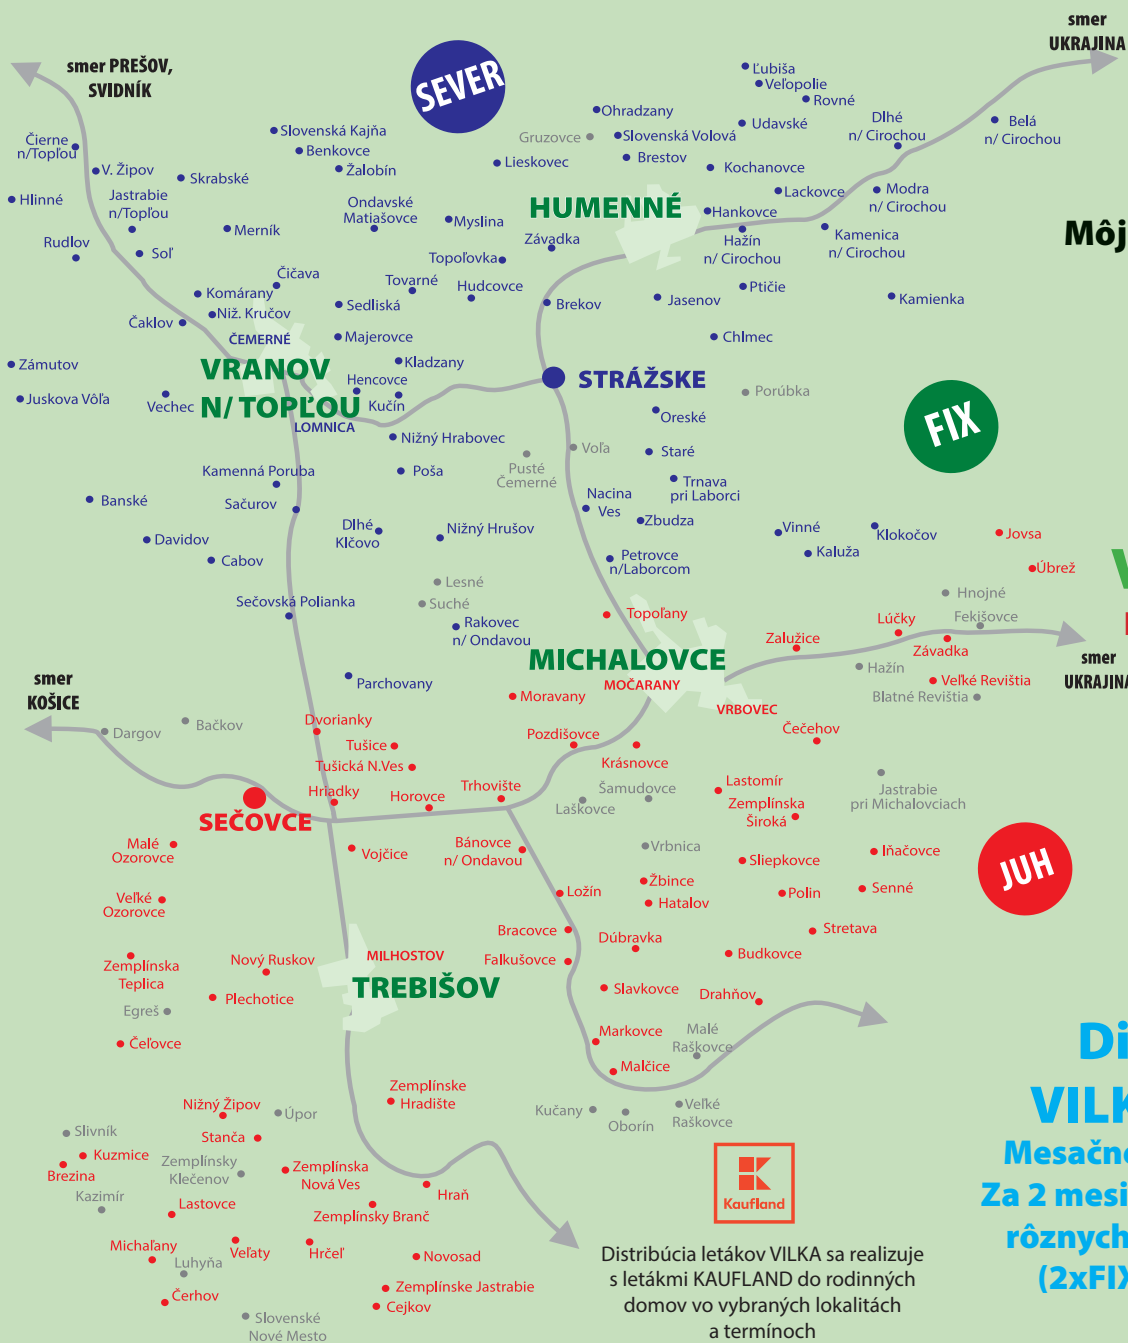 smer
UKRAJINA
smer PREŠOV,
SVIDNÍK
SEVER
Ľubiša
Veľopolie
Rovné
Ohradzany
Gruzovce
Slovenská Volová
Udavské
Dlhé
n/ Cirochou
Belá
n/ Cirochou
Čierne
n/Topľou
Slovenská Kajňa
Benkovce
Žalobín
Lieskovec
Brestov
Kochanovce
V. Žipov
Skrabské
Hlinné
Jastrabie
n/Topľou
Ondavské
Matiašovce
Myslina
HUMENNÉ
Lackovce
Modra
n/ Cirochou
Hankovce
Môj
Rudlov
Soľ
Merník
Závadka
Topoľovka
Hažín
n/ Cirochou
Kamenica
n/ Cirochou
Čičava
Tovarné
Hudcovce
Komárany
Niž. Kručov
Sedliská
Brekov
Jasenov
Ptičie
Kamienka
Čaklov
ČEMERNÉ
Majerovce
Chlmec
Zámutov
VRANOV
N/ TOPĽOU
Kladzany
Hencovce
Kučín
STRÁŽSKE
Porúbka
Juskova Vôľa
Vechec
LOMNICA
Oreské
FIX
Nižný Hrabovec
Voľa
Staré
Kamenná Poruba
Poša
Pusté
Čemerné
Trnava
pri Laborci
Banské
Sačurov
Nacina
Ves
Zbudza
Dlhé
Klčovo
Nižný Hrušov
Vinné
Klokočov
Jovsa
Davidov
Cabov
Petrovce
n/Laborcom
Kaluža
Úbrež
Lesné
Suché
Hnojné
Fekišovce
Sečovská Polianka
Rakovec
n/ Ondavou
Topoľany
Lúčky
Zalužice
Závadka
MICHALOVCE
MOČARANY
smer
UKRAJINA
smer
KOŠICE
Parchovany
Moravany
Hažín
Veľké Revištia
Blatné Revištia
VRBOVEC
Dargov
Bačkov
Dvorianky
Tušice
Tušická N.Ves
Pozdišovce
Krásnovce
Čečehov
Hriadky
Horovce
Trhovište
Šamudovce
Laškovce
Lastomír
Zemplínska
Široká
Jastrabie
pri Michalovciach
SEČOVCE
Malé
Ozorovce
Vojčice
Bánovce
n/ Ondavou
Vrbnica
Sliepkovce
Iňačovce
JUH
Veľké
Ozorovce
Ložín
Žbince
Hatalov
Polin
Senné
Bracovce
Dúbravka
Stretava
Zemplínska
Teplica
Nový Ruskov
MILHOSTOV
TREBIŠOV
Falkušovce
Budkovce
Egreš
Plechotice
Slavkovce
Drahňov
Čeľovce
Markovce
Malé
Raškovce
Malčice
Di
VILK
Zemplínske
Hradište
Nižný Žipov
Úpor
Kučany
Oborín
Veľké
Raškovce
Slivník
Stanča
Kuzmice
Brezina
Zemplínsky
Klečenov
Zemplínska
Nová Ves
Mesačne
Kazimír
Lastovce
Hraň
Kaufland
Za 2 mesi
Zemplínsky Branč
Michaľany
Veľaty
Hrčeľ
Novosad
rôznych
Luhyňa
Distribúcia letákov VILKA sa realizuje
s letákmi KAUFLAND do rodinných
domov vo vybraných lokalitách
a termínoch
(2xFIX
Čerhov
Zemplínske Jastrabie
Cejkov
Slovenské
Nové Mesto